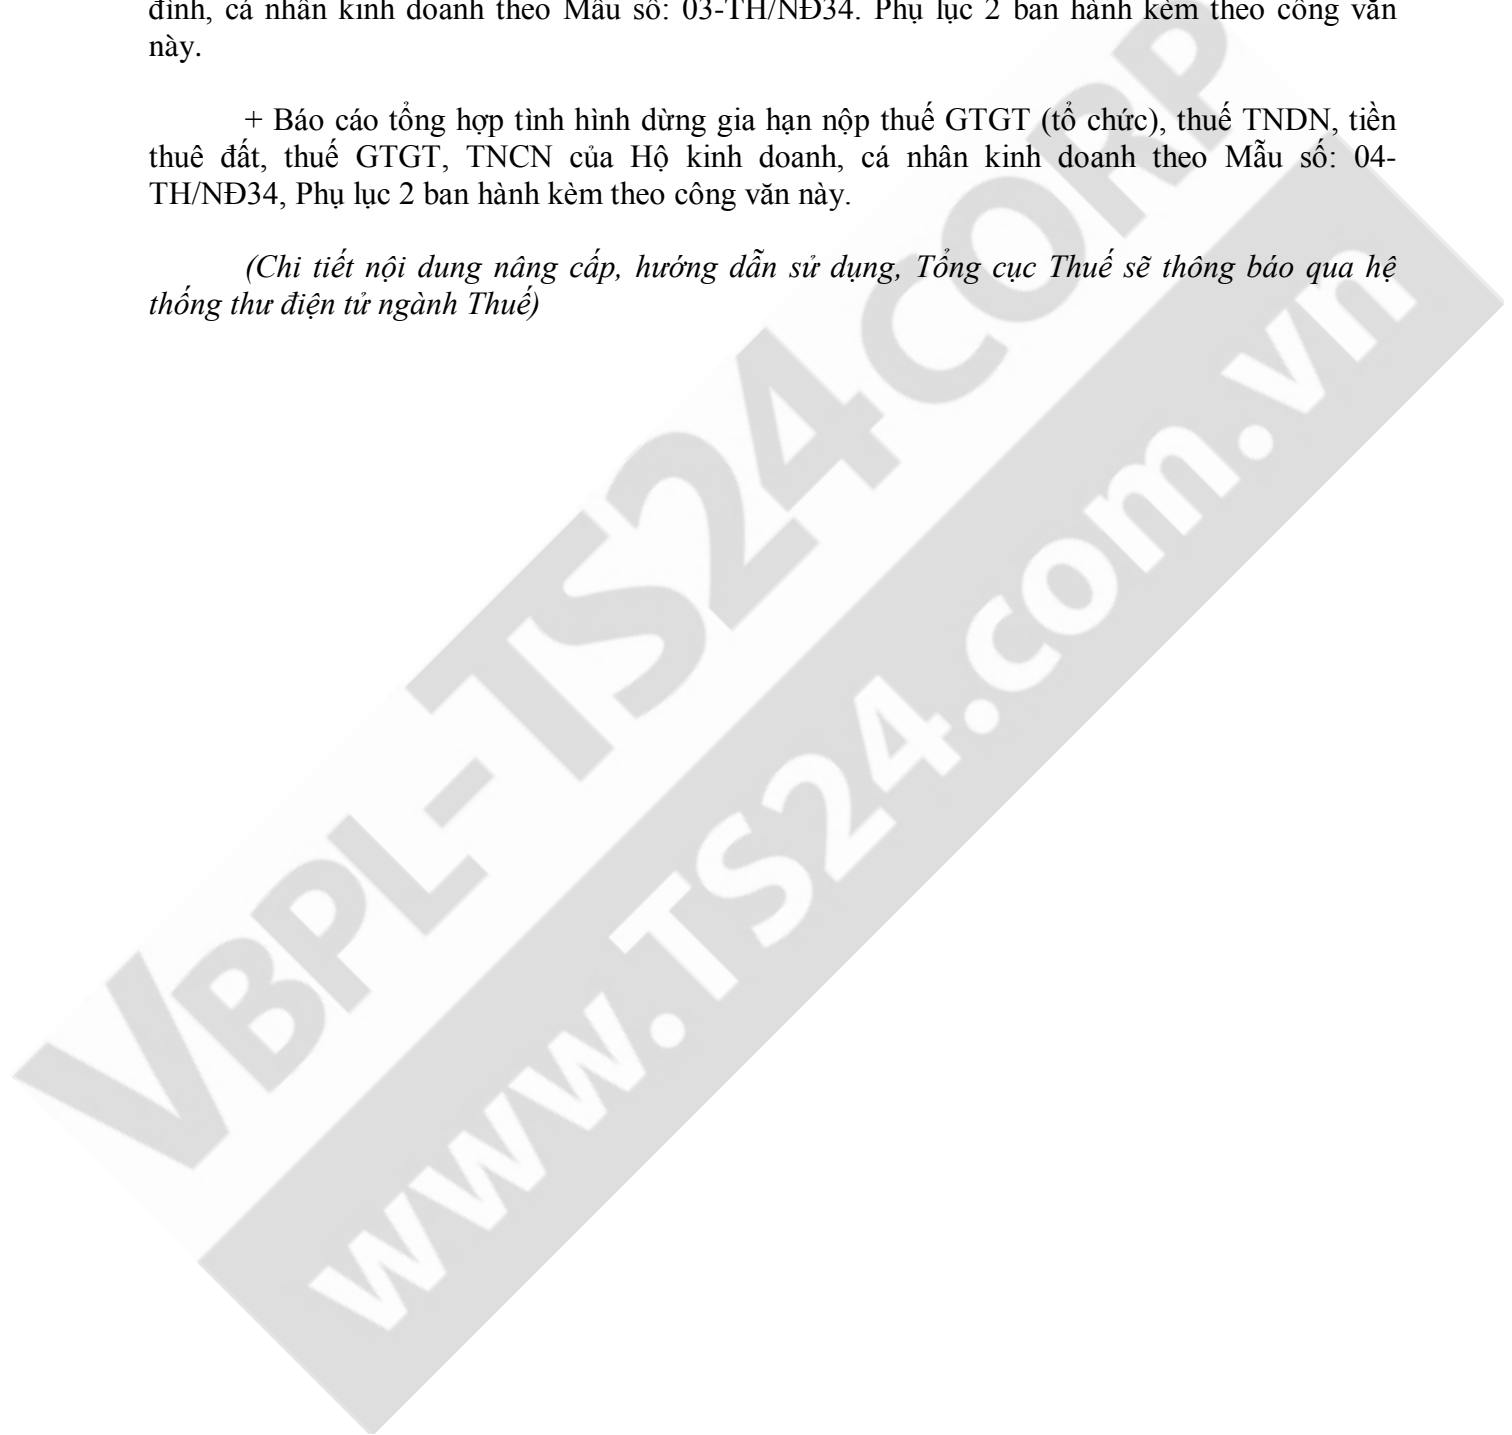 đình, cá nhân kinh doanh theo Mẫu số: 03-TH/NĐ34. Phụ lục 2 ban hành kèm theo công văn
này.
+ Báo cáo tổng hợp tình hình dừng gia hạn nộp thuế GTGT (tổ chức), thuế TNDN, tiền
thuê đất, thuế GTGT, TNCN của Hộ kinh doanh, cá nhân kinh doanh theo Mẫu số: 04-
TH/NĐ34, Phụ lục 2 ban hành kèm theo công văn này.
(Chi tiết nội dung nâng cấp, hướng dẫn sử dụng, Tổng cục Thuế sẽ thông báo qua hệ
thống thư điện tử ngành Thuế)
VBPL-TS24CORP
www.TS24.com.vn